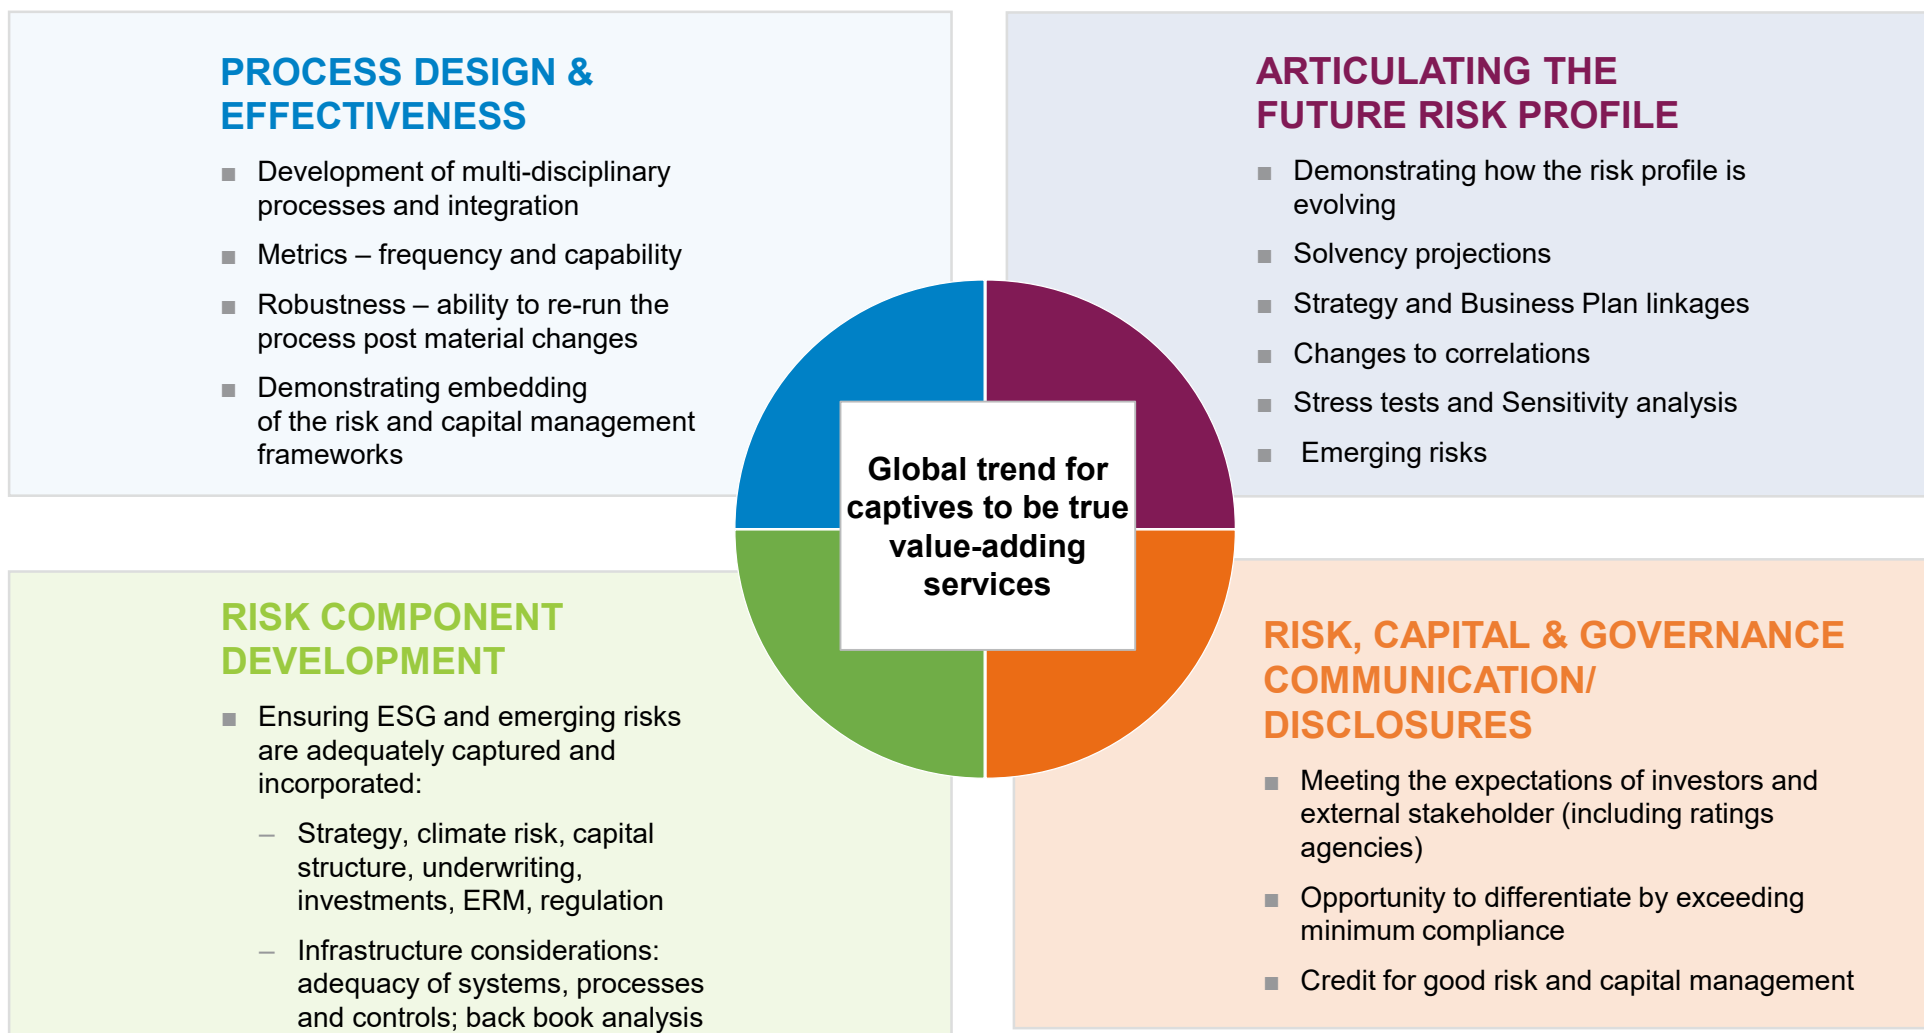 PROCESS DESIGN &
EFFECTIVENESS
■ Development of multi-disciplinary
processes and integration
■ Metrics – frequency and capability
■ Robustness – ability to re-run the
process post material changes
■ Demonstrating embedding
of the risk and capital management
frameworks
ARTICULATING THE
FUTURE RISK PROFILE
■ Demonstrating how the risk profile is
evolving
■ Solvency projections
■ Strategy and Business Plan linkages
■ Changes to correlations
■ Stress tests and Sensitivity analysis
■ Emerging risks
Global trend for
captives to be true
value-adding
services
RISK COMPONENT
DEVELOPMENT
■ Ensuring ESG and emerging risks
are adequately captured and
incorporated:
– Strategy, climate risk, capital
structure, underwriting,
investments, ERM, regulation
– Infrastructure considerations:
adequacy of systems, processes
and controls; back book analysis
RISK, CAPITAL & GOVERNANCE
COMMUNICATION/
DISCLOSURES
■ Meeting the expectations of investors and
external stakeholder (including ratings
agencies)
■ Opportunity to differentiate by exceeding
minimum compliance
■ Credit for good risk and capital management